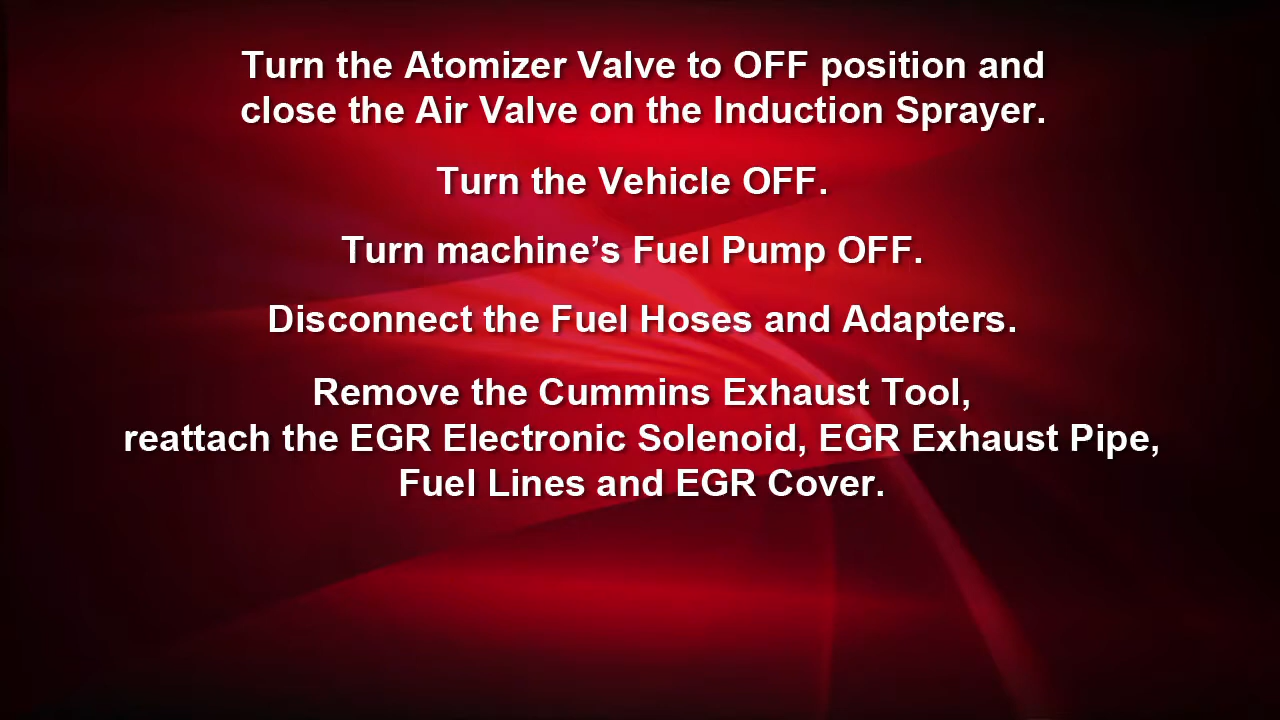 Turn the Atomizer Valve to OFF position and
close the Air Valve on the Induction Sprayer.
Turn the Vehicle OFF.
Turn machine’s Fuel Pump OFF.
Disconnect the Fuel Hoses and Adapters.
Remove the Cummins Exhaust Tool,
reattach the EGR Electronic Solenoid, EGR Exhaust Pipe,
Fuel Lines and EGR Cover.